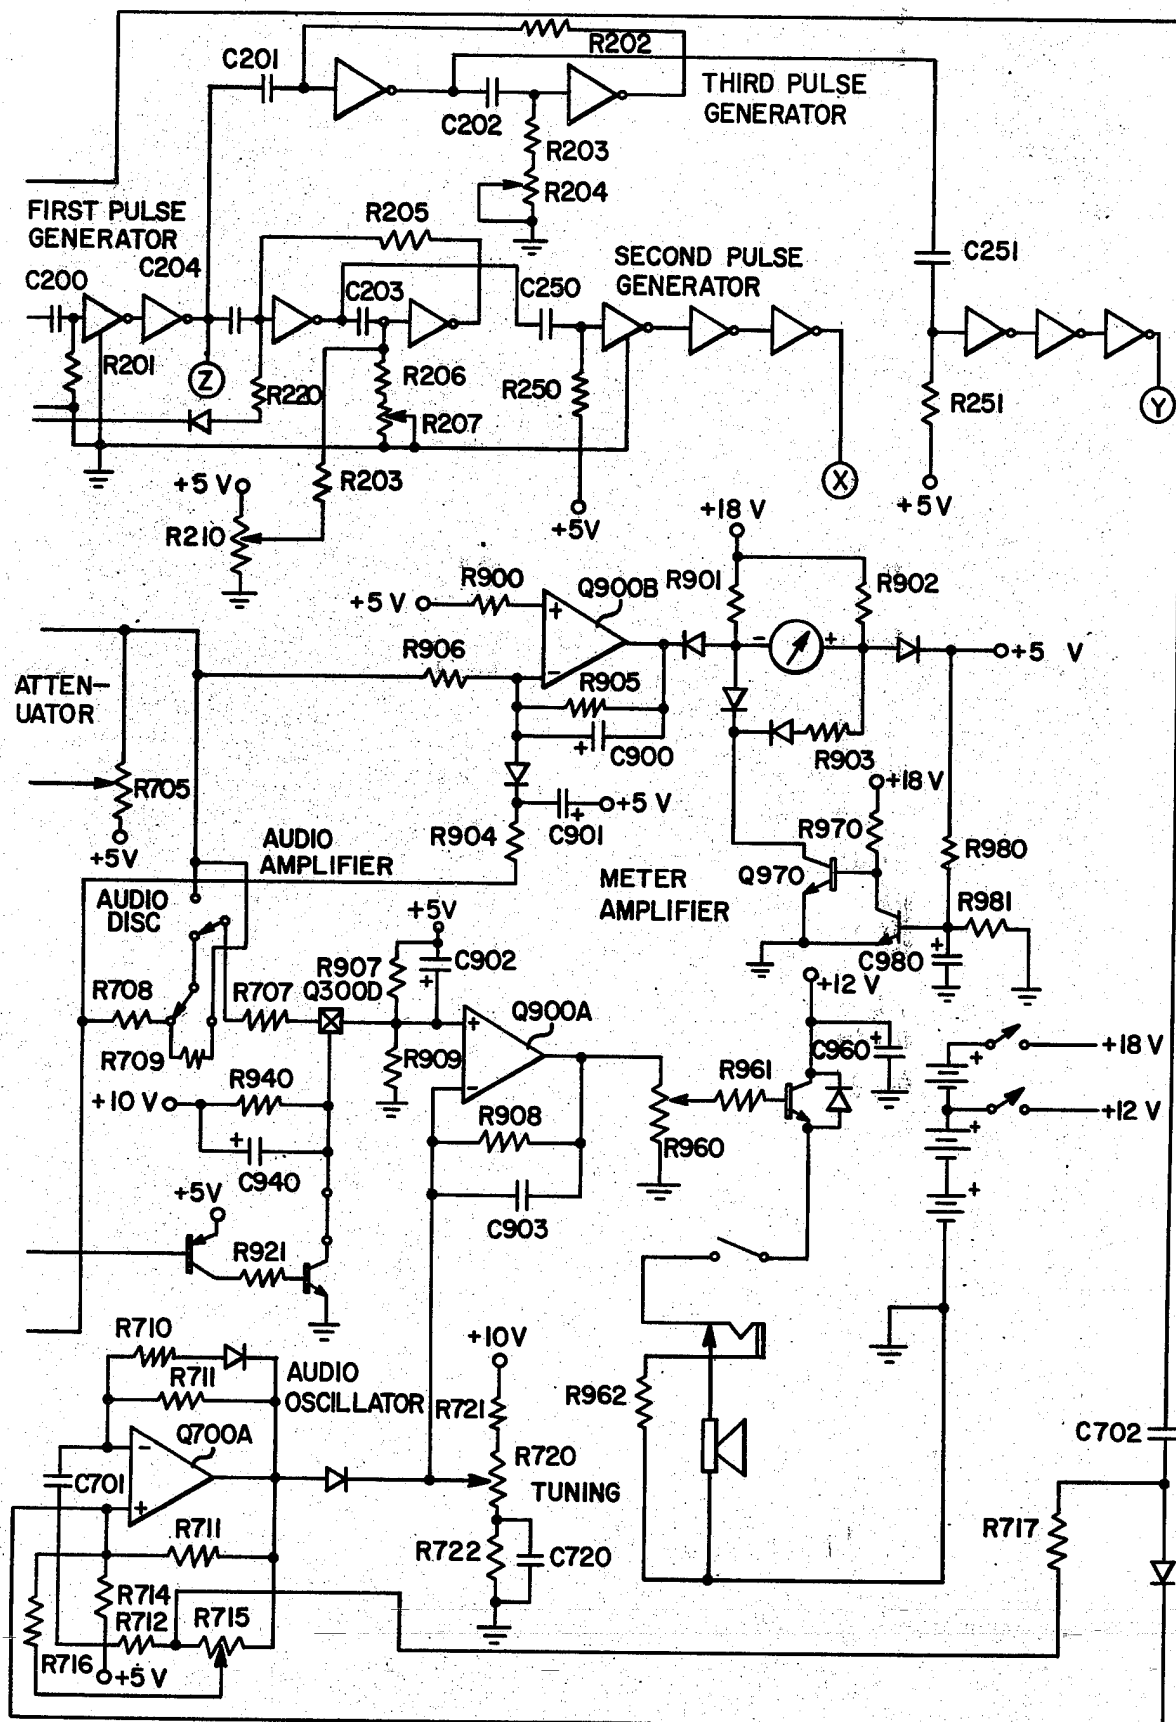 R202
C201
THIRD PULSE
GENERATOR
C202
R203
R204
FIRST PULSE
GENERATOR
R205
C204
C200
C203
C250
SECOND PULSE
GENERATOR
C251
R201
Z
R220
R206
R207
R250
R251
Y
+5 V
R203
X
R210
+5V
+5V
+18 V
R900
Q900B
R901
R902
+5 V
+
R906
-
-
+
+5 V
ATTEN-
UATOR
R905
+
C900
R903
+18 V
R705
+5V
C901
+
+5 V
R904
R970
R980
AUDIO
AMPLIFIER
METER
AMPLIFIER
Q970
AUDIO
DISC
+5V
R981
R907
C902
+
+
C980
R708
R707
Q300D
Q900A
+12 V
+
R709
R909
+
C960
+
+18 V
R940
-
R961
+10 V
+
C940
R908
R960
+
+12 V
+
+5V
C903
R921
R710
+10V
R711
AUDIO
OSCILLATOR
R721
R962
Q700A
-
C701
+
R720
TUNING
C702
R711
R722
C720
R717
R714
R712
R715
R716
+5 V